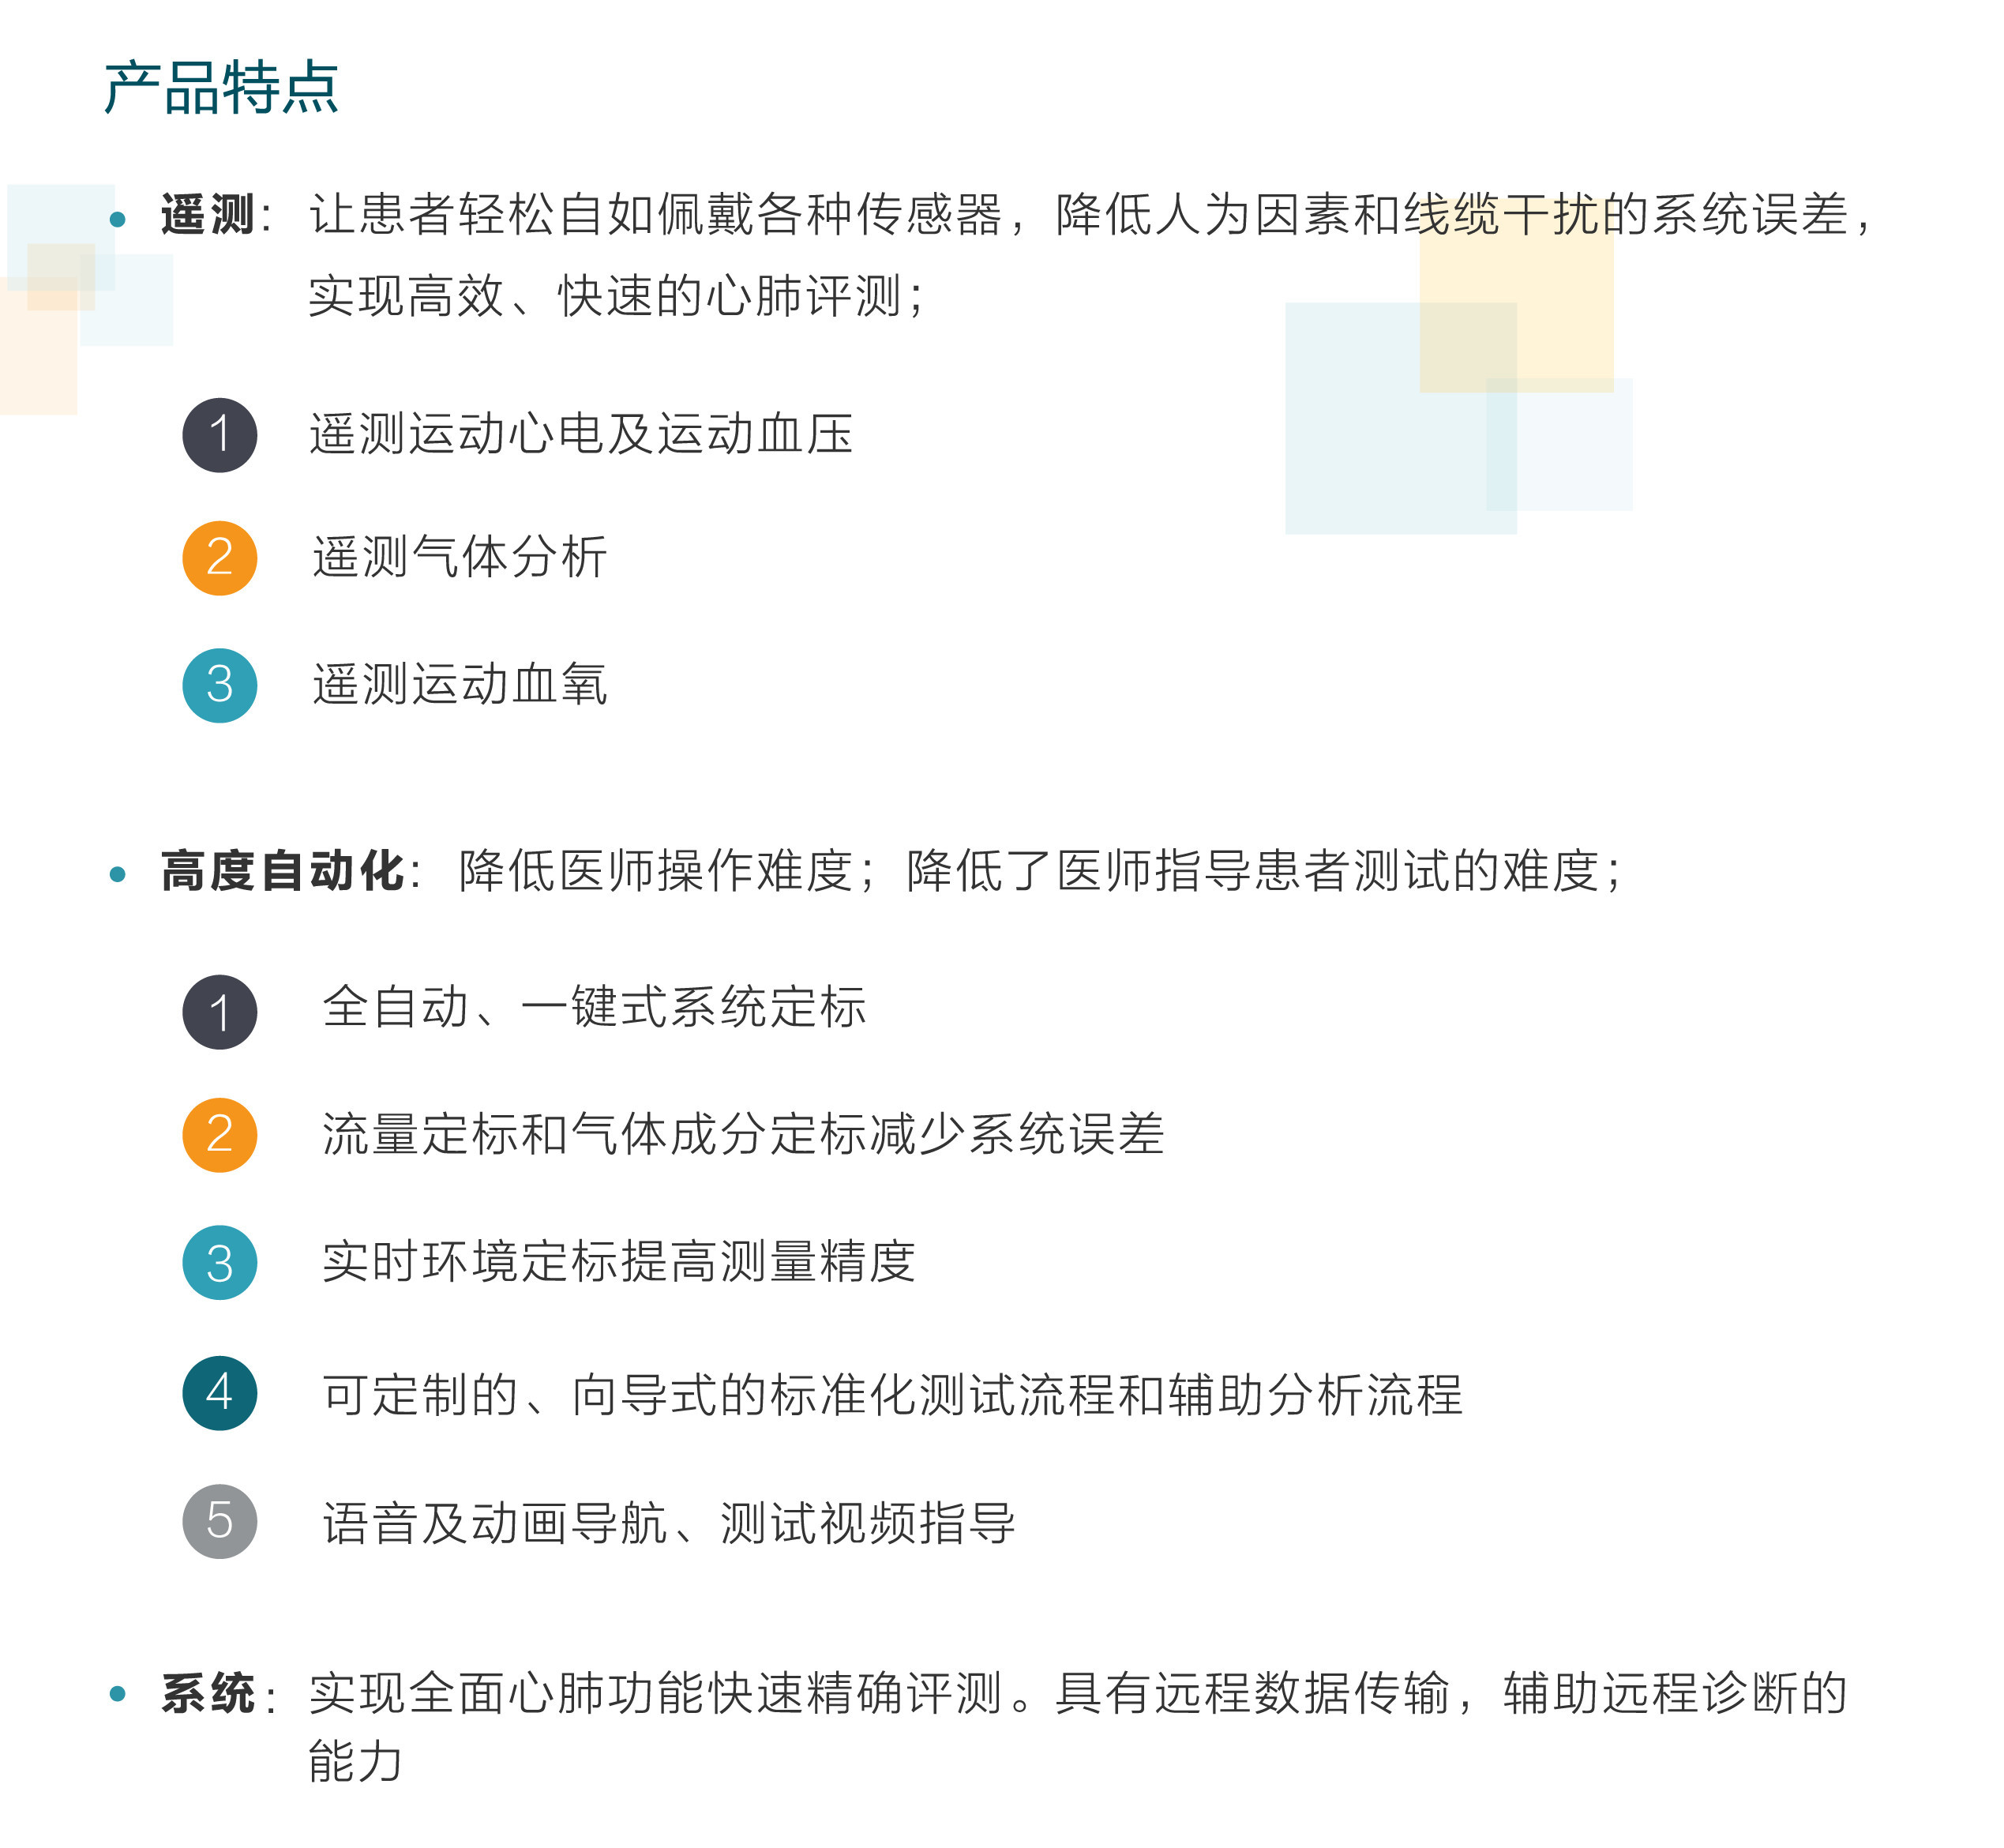 产品特点
遥测：让患者轻松自如佩戴各种传感器，降低人为因素和线缆干扰的系统误差，
实现高效、快速的心肺评测；
1 遥测运动心电及运动血压
2 遥测气体分析
3 遥测运动血氧
高度自动化：降低医师操作难度；降低了医师指导患者测试的难度；
1 全自动、一键式系统定标
2 流量定标和气体成分定标减少系统误差
3 实时环境定标提高测量精度
4 可定制的、向导式的标准化测试流程和辅助分析流程
5 语音及动画导航、测试视频指导
系统：实现全面心肺功能快速精确评测。具有远程数据传输，辅助远程诊断的
能力